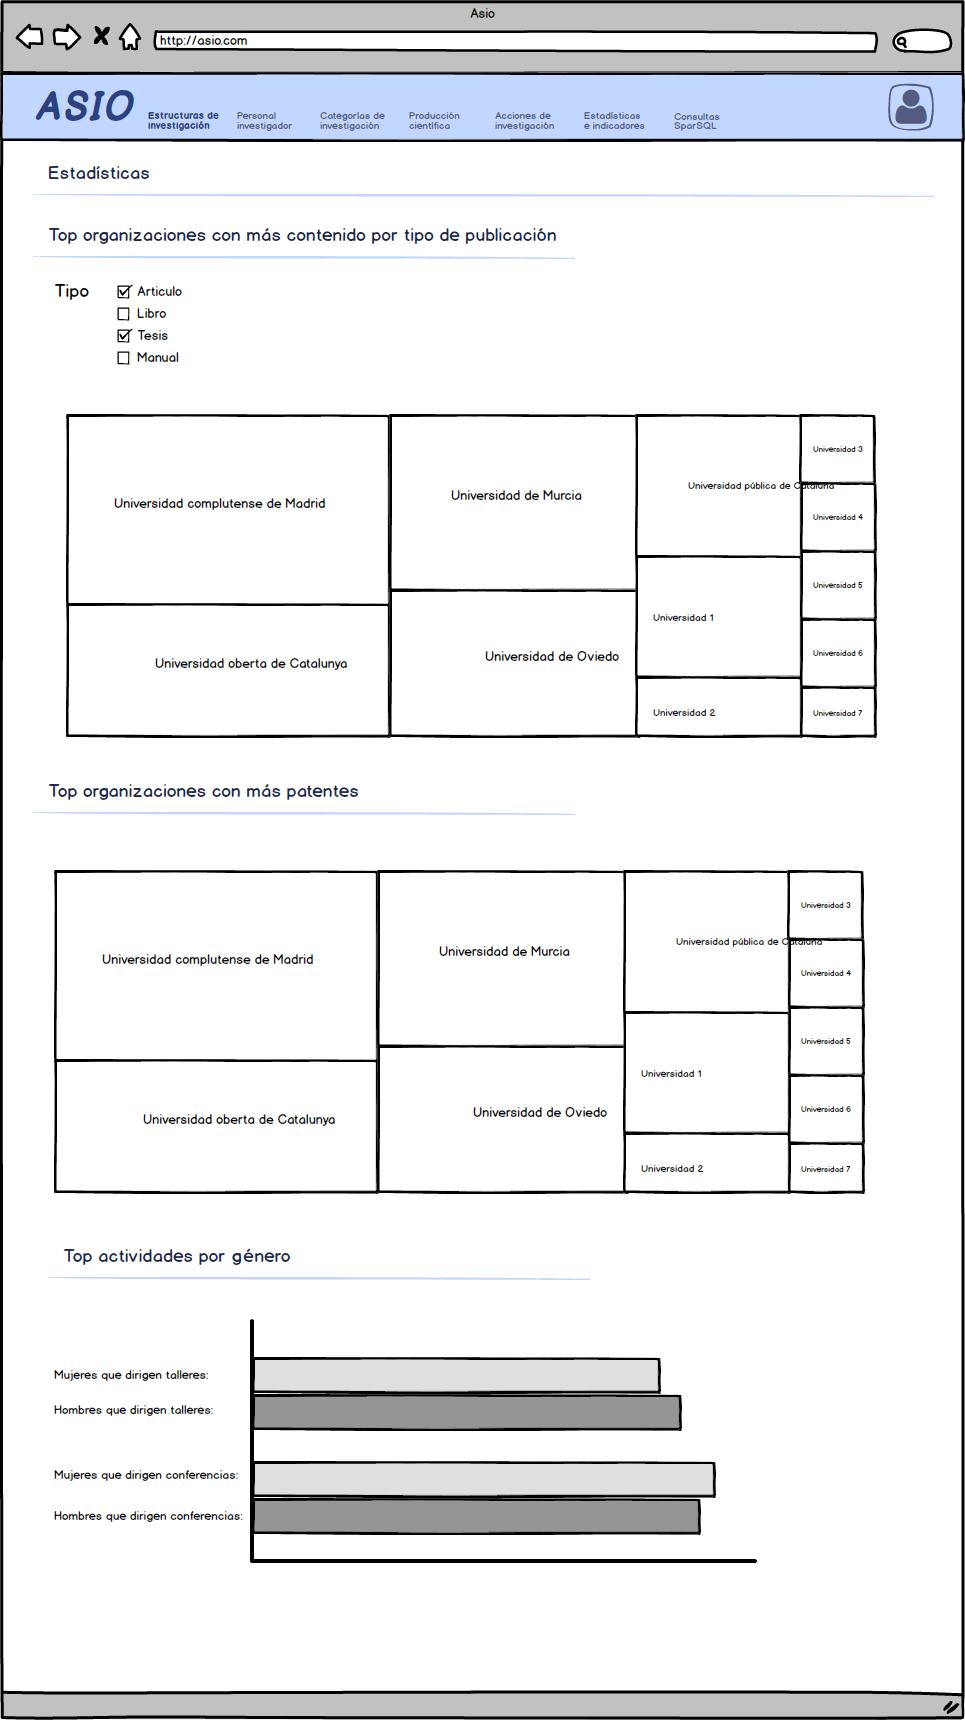 Asio
http://asio.com
ASIO
Estructuras de
investigación
Personal
investigador
Categorías de
investigación
Producción
científica
Acciones de
investigación
Estadísticas
e indicadores
Consultas
SparSQL
Estadísticas
Top organizaciones con más contenido por tipo de publicación
Tipo
Articulo
Libro
Tesis
Manual
Universidad complutense de Madrid
Universidad de Murcia
Universidad pública de Cataluna
Universidad 3
Universidad 4
Universidad 5
Universidad 1
Universidad oberta de Catalunya
Universidad de Oviedo
Universidad 6
Universidad 2
Universidad 7
Top organizaciones con más patentes
Universidad complutense de Madrid
Universidad de Murcia
Universidad pública de Cataluna
Universidad 3
Universidad 4
Universidad 5
Universidad 1
Universidad oberta de Catalunya
Universidad de Oviedo
Universidad 6
Universidad 2
Universidad 7
Top actividades por género
Mujeres que dirigen talleres:
Hombres que dirigen talleres:
Mujeres que dirigen conferencias:
Hombres que dirigen conferencias: